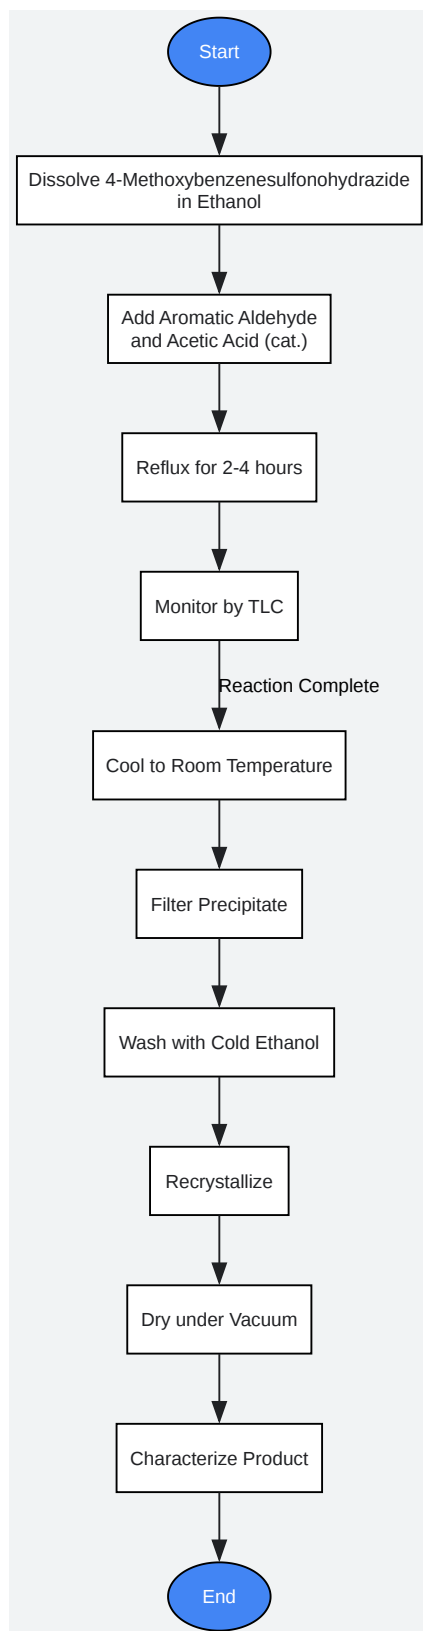 Start
Dissolve 4-Methoxybenzenesulfonohydrazide
in Ethanol
Add Aromatic Aldehyde
and Acetic Acid (cat.)
Reflux for 2-4 hours
Monitor by TLC
Reaction Complete
Cool to Room Temperature
Filter Precipitate
Wash with Cold Ethanol
Recrystallize
Dry under Vacuum
Characterize Product
End